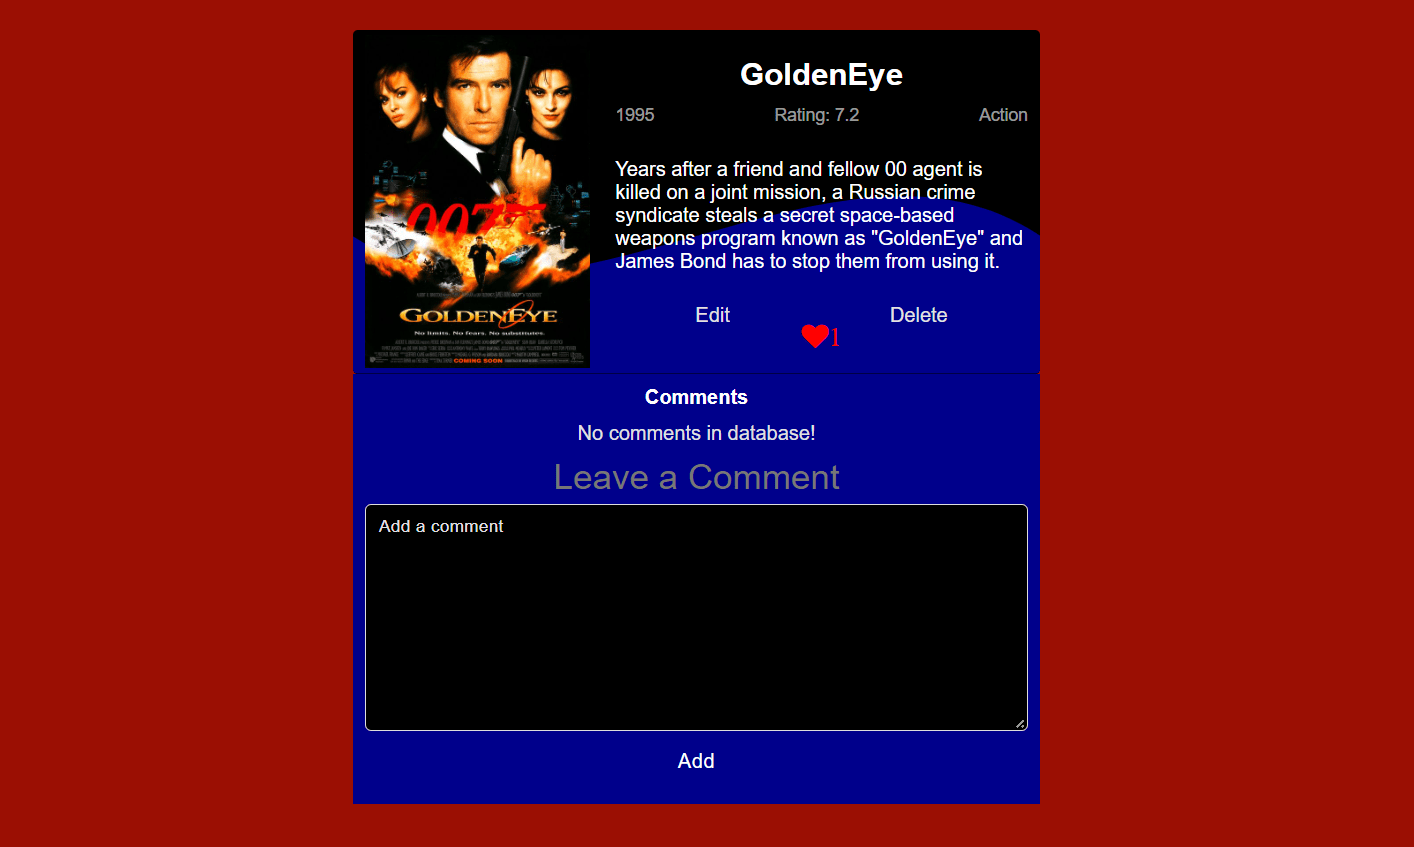 GoldenEye
1995 Rating: 7.2 Action
Years after a friend and fellow 00 agent is
killed on a joint mission, a Russian crime
syndicate steals a secret space-based
weapons program known as "GoldenEye" and
James Bond has to stop them from using it.
Edit Delete
1
007
GOLDENEYE
No limits. No fears. No substitutes.
COMING SOON
Comments
No comments in database!
Leave a Comment
Add a comment
Add